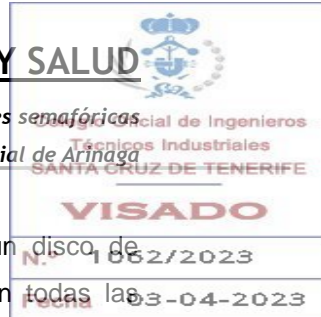 Y SALUD
es semafóricas
Colegio Oficial de Ingenieros
Técnicos Industriales
ial de Arinaga
SANTA CRUZ DE TENERIFE
VISADO
un disco de
N.º 1062/2023
n todas las
Fecha 03-04-2023